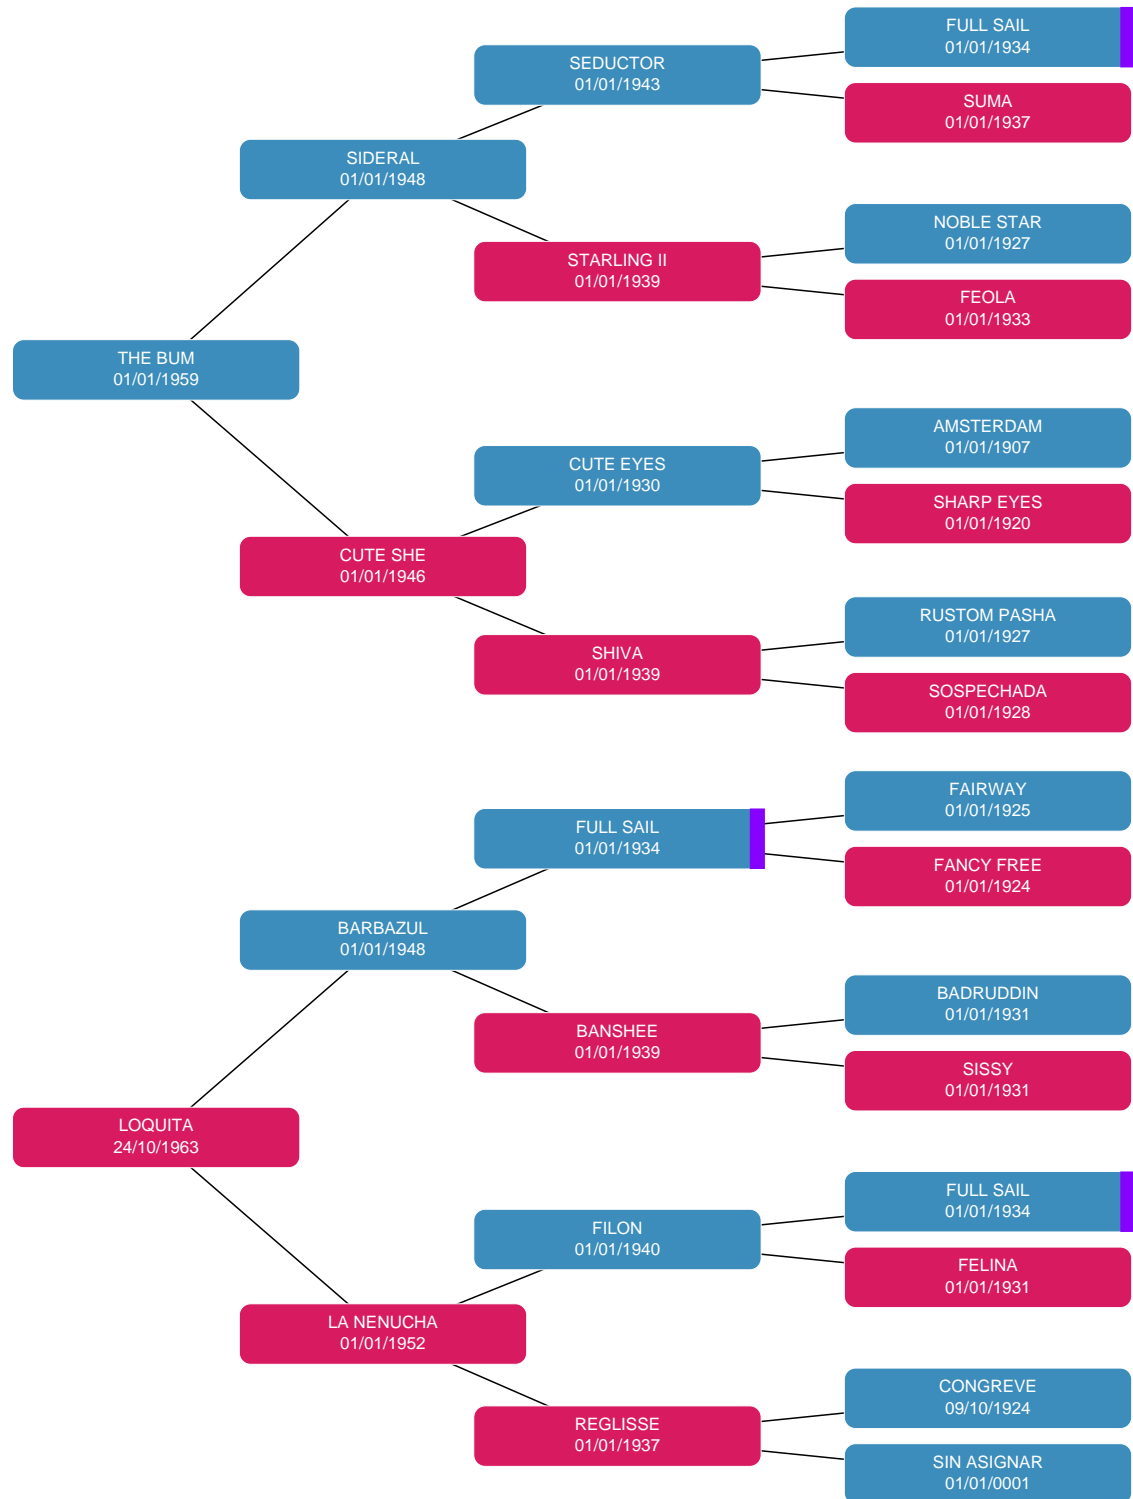 FULL SAIL
01/01/1934
SEDUCTOR
01/01/1943
SUMA
01/01/1937
SIDERAL
01/01/1948
NOBLE STAR
01/01/1927
STARLING II
01/01/1939
FEOLA
01/01/1933
THE BUM
01/01/1959
AMSTERDAM
01/01/1907
CUTE EYES
01/01/1930
SHARP EYES
01/01/1920
CUTE SHE
01/01/1946
RUSTOM PASHA
01/01/1927
SHIVA
01/01/1939
SOSPECHADA
01/01/1928
FAIRWAY
01/01/1925
FULL SAIL
01/01/1934
FANCY FREE
01/01/1924
BARBAZUL
01/01/1948
BADRUDDIN
01/01/1931
BANSHEE
01/01/1939
SISSY
01/01/1931
LOQUITA
24/10/1963
FULL SAIL
01/01/1934
FILON
01/01/1940
FELINA
01/01/1931
LA NENUCHA
01/01/1952
CONGREVE
09/10/1924
REGLISSE
01/01/1937
SIN ASIGNAR
01/01/0001